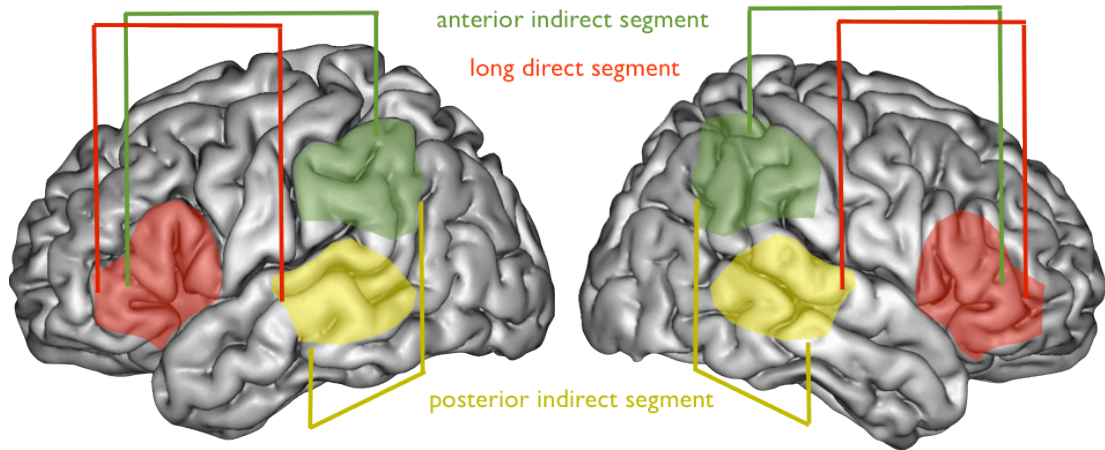 anterior indirect segment
long direct segment
posterior indirect segment